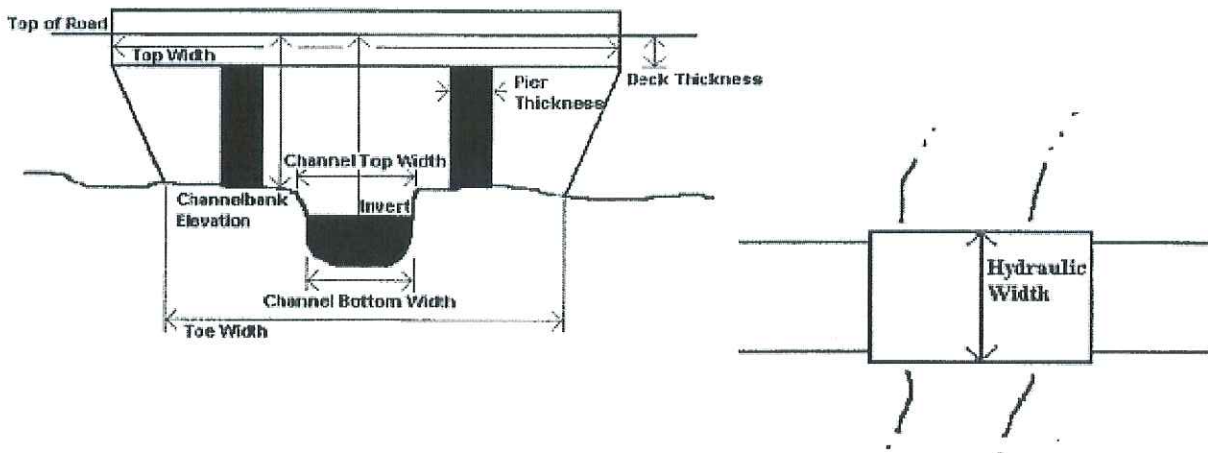 Top of Road
Top Width
Deck Thickness
Pier
Thickness
Channel Top Width
Channelbank
Elevation
Invert
Channel Bottom Width
Toe Width
Hydraulic
Width